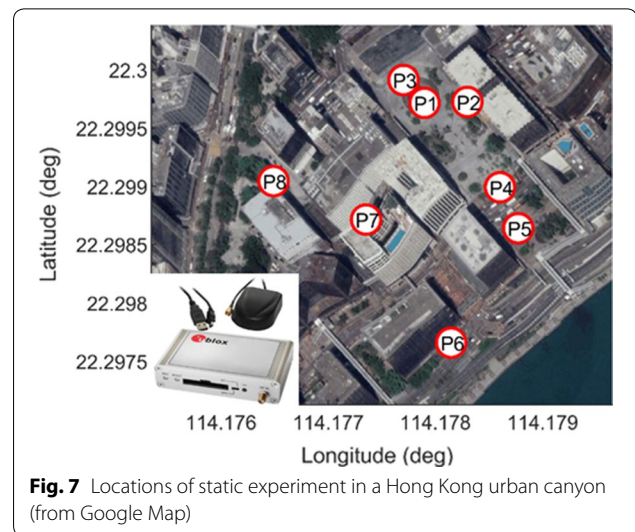 22.3
22.2995
22.299
22.2985
22.298
22.2975
Latitude (deg)
P3
P1
P2
P4
P8
P7
P5
P6
blox
114.176
114.177
114.178
114.179
Longitude (deg)
Fig. 7 Locations of static experiment in a Hong Kong urban canyon
(from Google Map)